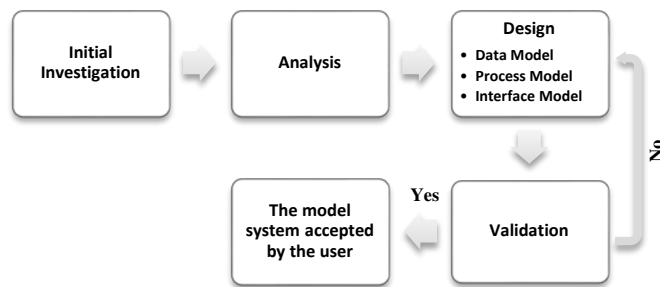 Initial
Investigation
Analysis
Design
• Data Model
• Process Model
• Interface Model
No
Yes
The model
system accepted
by the user
Validation